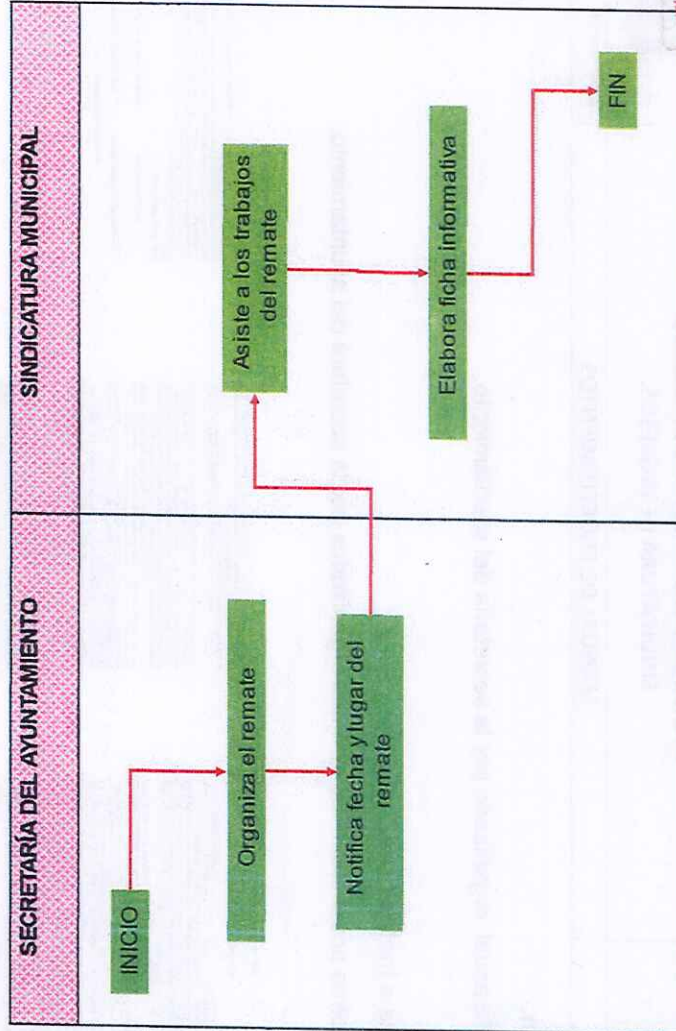 SECRETARÍA DEL AYUNTAMIENTO
SINDICATURA MUNICIPAL
INICIO
Organiza el remate
Notifica fecha y lugar del
remate
Asiste a los trabajos
del remate
Elabora ficha informativa
FIN